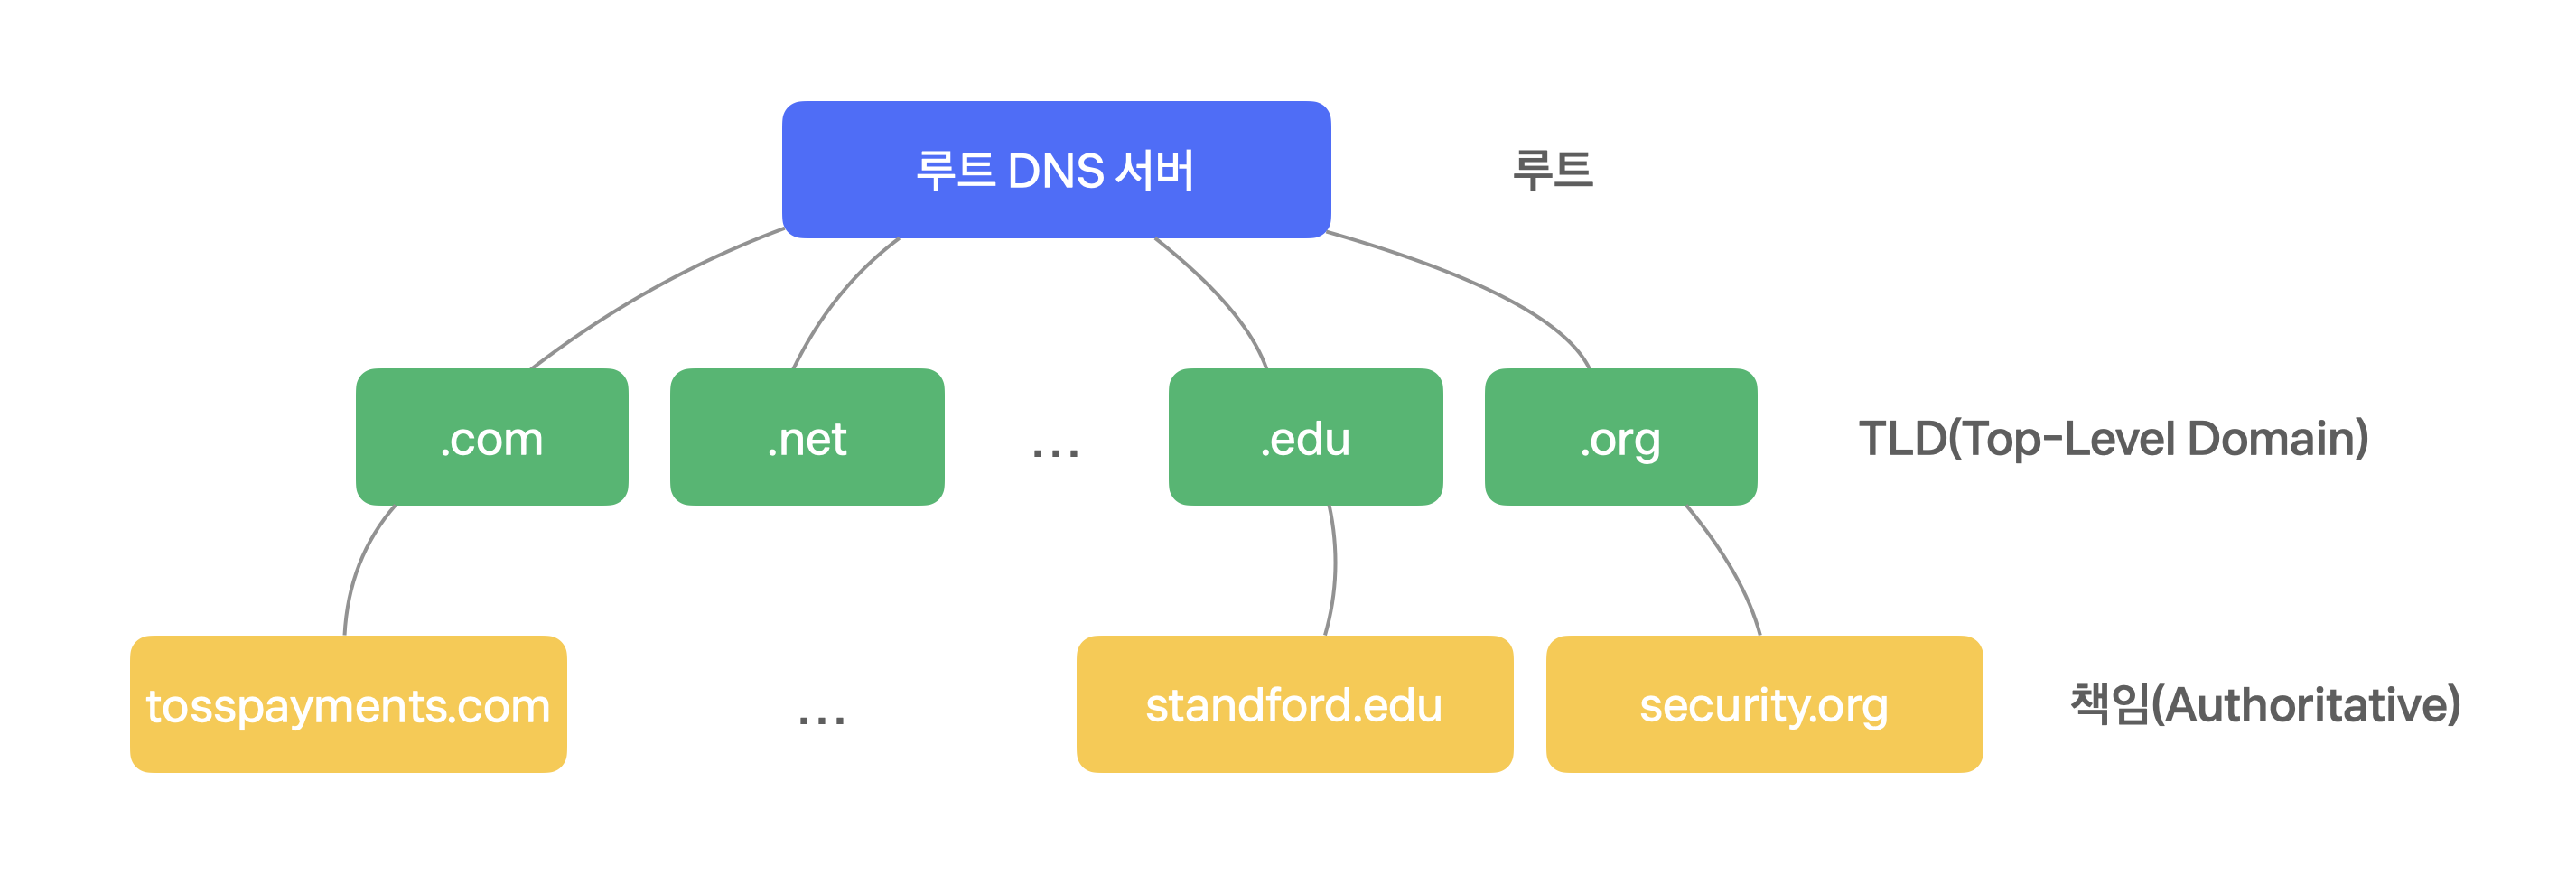 루트 DNS 서버
루트
.com
.net
...
.edu
.org
TLD(Top-Level Domain)
tosspayments.com
...
standford.edu
security.org
책임(Authoritative)